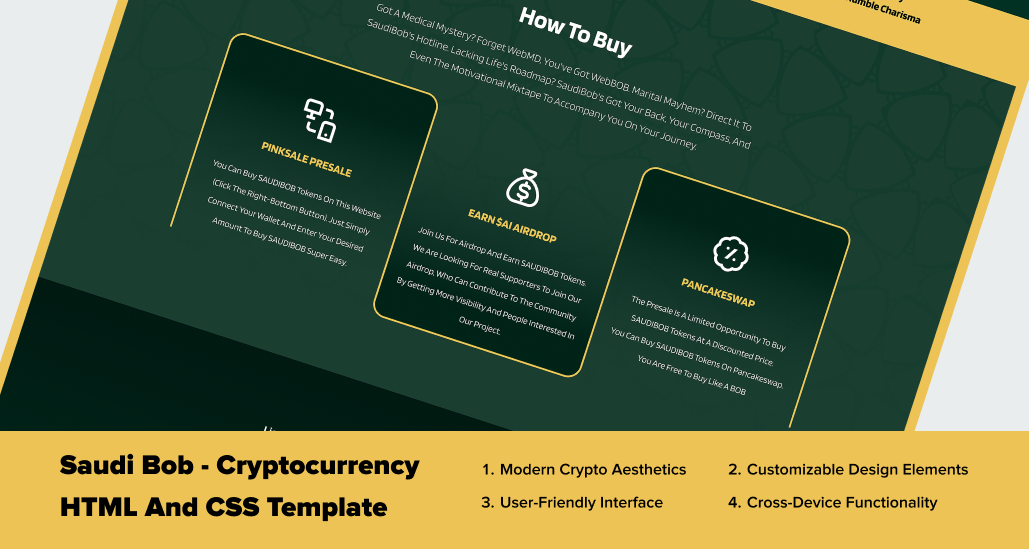 umble Charisma
How To Buy
Got A Medical Mystery? Forget WebMD, You've Got WebBOB. Marital Mayhem? Direct It To
SaudiBob's Hotline. Lacking Life's Roadmap? SaudiBob's Got Your Back, Your Compass, And
Even The Motivational Mixtape To Accompany You On Your Journey.
PINKSALE PRESALE
You Can Buy SAUDIBOB Tokens On This Website
(Click The Right-Bottom Button). Just Simply
Connect Your Wallet And Enter Your Desired
Amount To Buy SAUDIBOB Super Easy.
EARN $AI AIRDROP
Join Us For Airdrop And Earn SAUDIBOB Tokens.
We Are Looking For Real Supporters To Join Our
Airdrop, Who Can Contribute To The Community
By Getting More Visibility And People Interested In
Our Project.
PANCAKESWAP
The Presale Is A Limited Opportunity To Buy
SAUDIBOB Tokens At A Discounted Price.
You Can Buy SAUDIBOB Tokens On Pancakeswap.
You Are Free To Buy Like A BOB
Saudi Bob - Cryptocurrency
HTML And CSS Template
1. Modern Crypto Aesthetics
2. Customizable Design Elements
3. User-Friendly Interface
4. Cross-Device Functionality